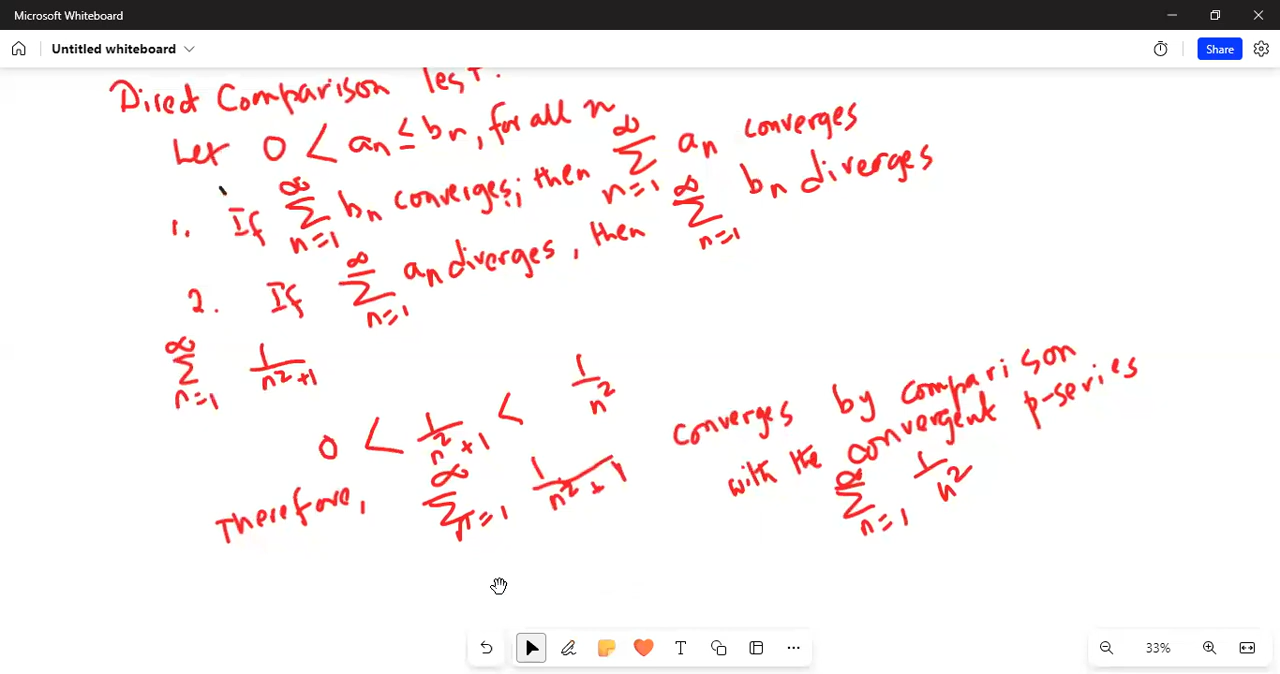 Microsoft Whiteboard
Untitled whiteboard
Share
Direct Comparison Test.
Let 0 < an ≤ bn, for all n
1. If ∞ Σ n=1 bn converges, then ∞ Σ n=1 an converges
2. If ∞ Σ n=1 an diverges, then ∞ Σ n=1 bn diverges
∞ Σ n=1 1/(n²+1)
0 < 1/(n²+1) < 1/n²
Therefore, ∞ Σ n=1 1/(n²+1) converges by comparison
with the convergent p-series
∞ Σ n=1 1/n²
T
33%